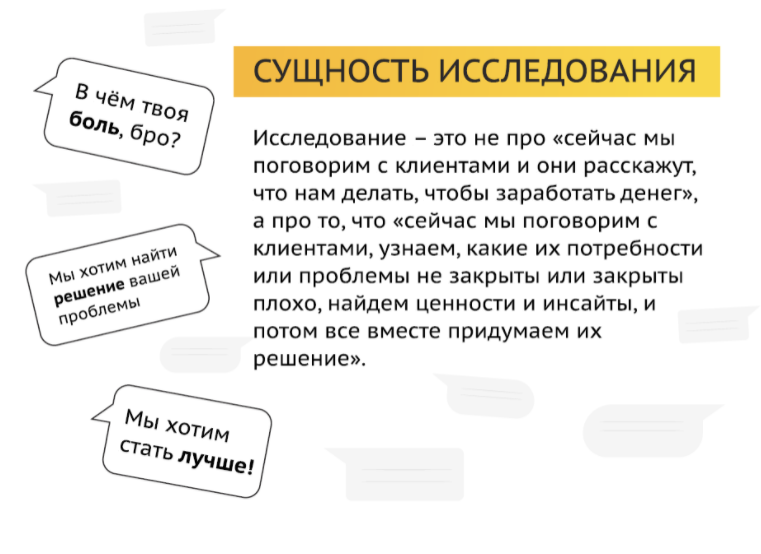 СУЩНОСТЬ ИССЛЕДОВАНИЯ
В чём твоя
боль, бро?
Мы хотим найти
решение вашей
проблемы
Мы хотим
стать лучше!
Исследование – это не про «сейчас мы
поговорим с клиентами и они расскажут,
что нам делать, чтобы заработать денег»,
а про то, что «сейчас мы поговорим с
клиентами, узнаем, какие их потребности
или проблемы не закрыты или закрыты
плохо, найдем ценности и инсайты, и
потом все вместе придумаем их
решение».